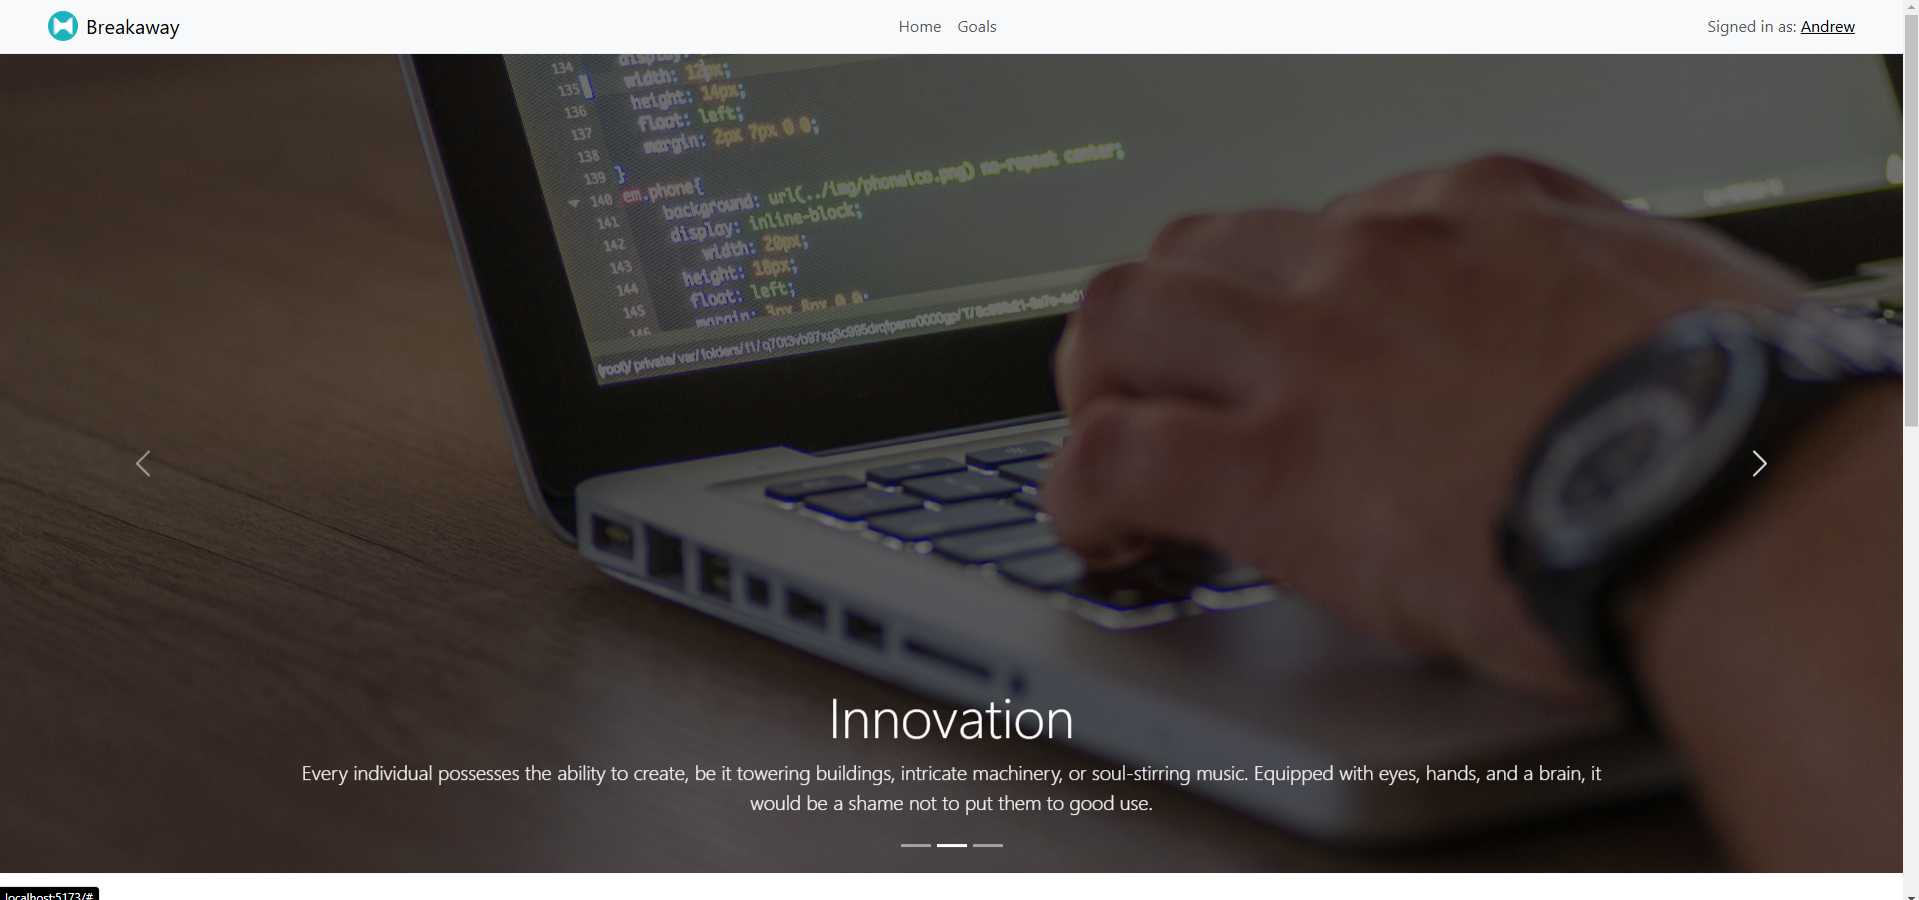 Breakaway
Home
Goals
Signed in as: Andrew
134
display:
135
width: 12px;
136
height: 14px;
137
float: left;
138
margin: 2px 7px 0 0;
139 }
140 em.phone{
141
background: url(../img/phoneico.png) no-repeat center;
142
display: inline-block;
143
width: 20px;
144
height: 18px;
145
float: left;
146
margin: 3px 8px 0 0;
(root)/private/var/folders/f1/
Innovation
Every individual possesses the ability to create, be it towering buildings, intricate machinery, or soul-stirring music. Equipped with eyes, hands, and a brain, it
would be a shame not to put them to good use.
localhost:5173/#